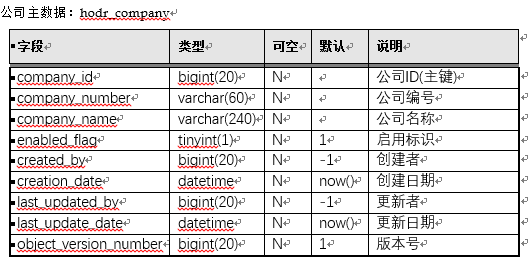 公司主数据：hodr_company
字段 类型 可空 默认 说明
company_id bigint(20) N 公司ID(主键)
company_number varchar(60) N 公司编号
company_name varchar(240) N 公司名称
enabled_flag tinyint(1) N 1 启用标识
created_by bigint(20) N -1 创建者
creation_date datetime N now() 创建日期
last_updated_by bigint(20) N -1 更新者
last_update_date datetime N now() 更新日期
object_version_number bigint(20) N 1 版本号